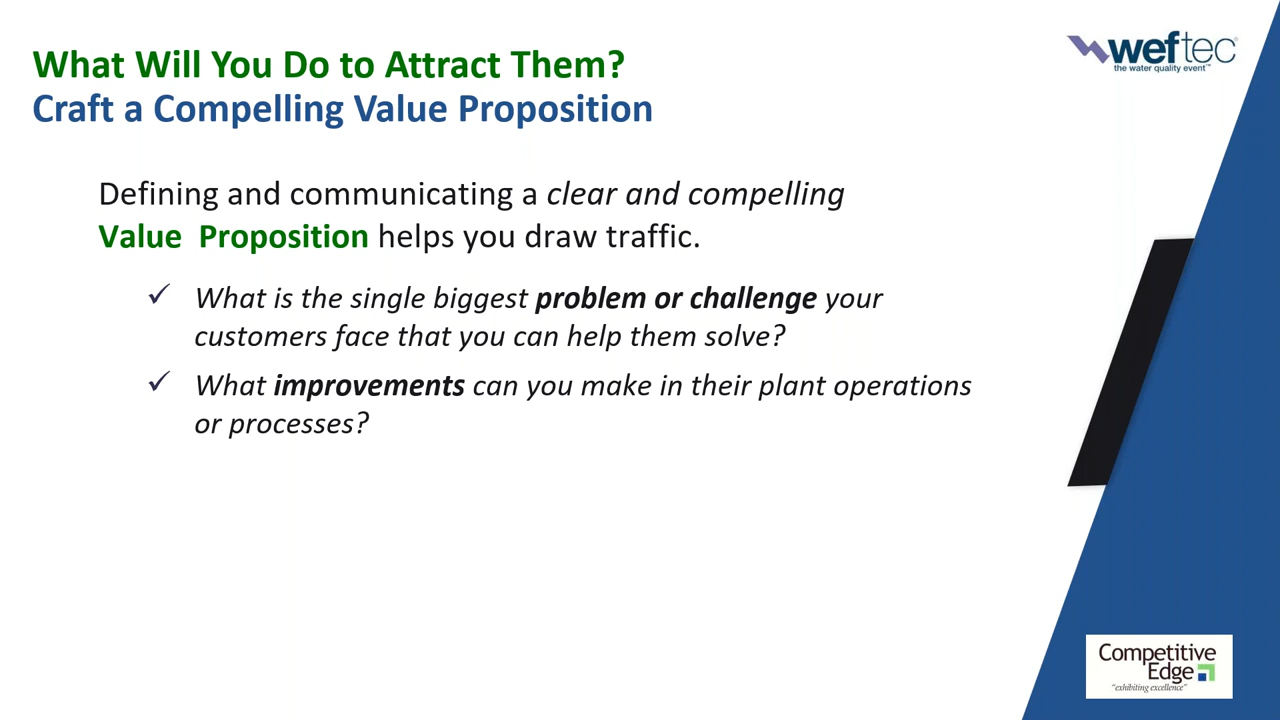 What Will You Do to Attract Them?
weftec®
the water quality event™
Craft a Compelling Value Proposition
Defining and communicating a clear and compelling
Value Proposition helps you draw traffic.
✓ What is the single biggest problem or challenge your
customers face that you can help them solve?
✓ What improvements can you make in their plant operations
or processes?
Competitive
Edge
"exhibiting excellence"